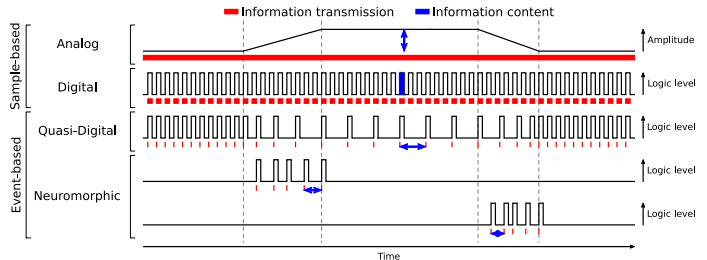 Information transmission
Information content
Sample-based
Analog
Amplitude
Digital
Logic level
Event-based
Quasi-Digital
Logic level
Neuromorphic
Logic level
Logic level
Time